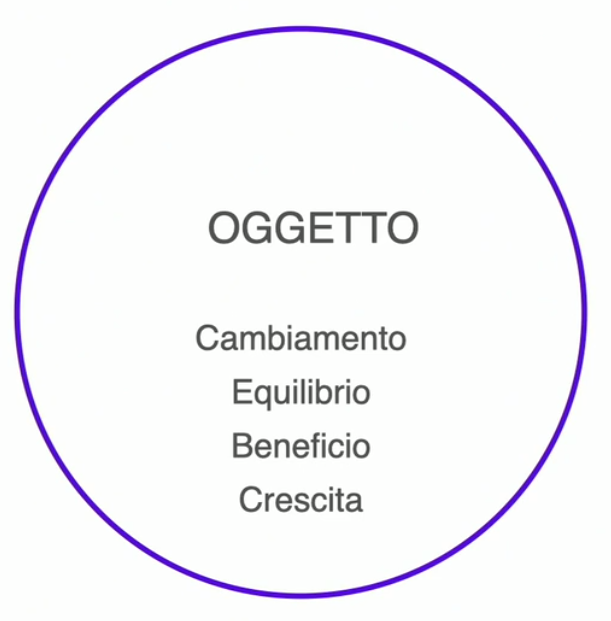 OGGETTO
Cambiamento
Equilibrio
Beneficio
Crescita